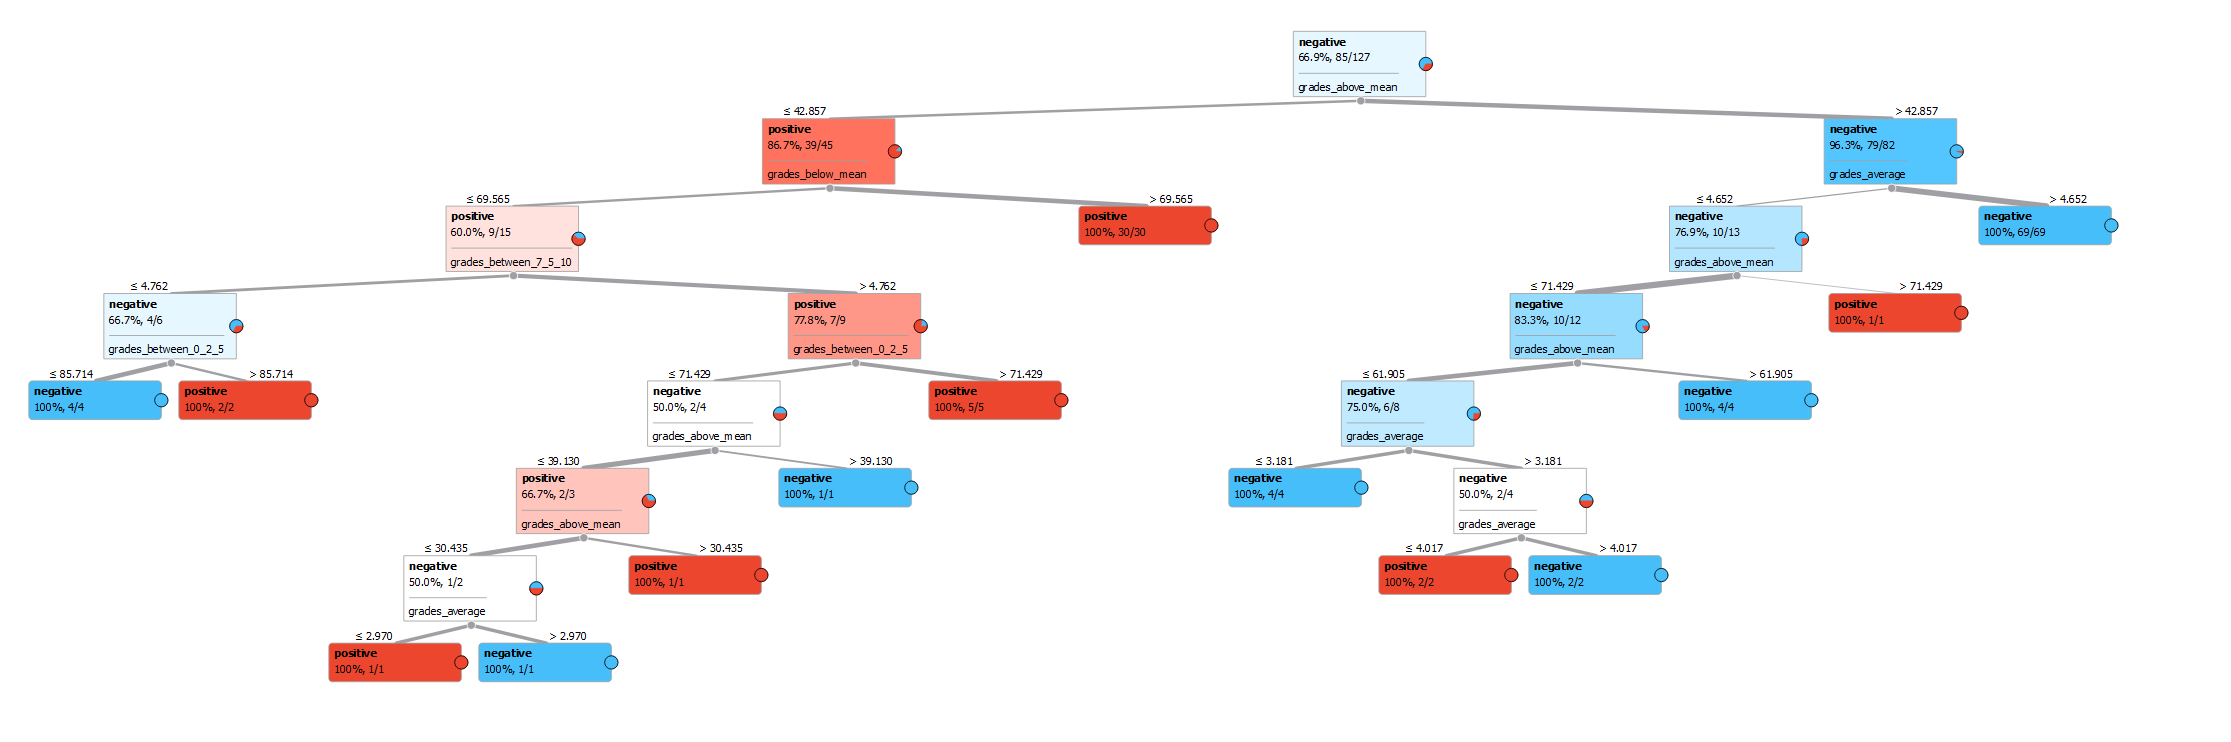 negative
66.9%, 85/127
grades_above_mean
≤ 42.857
> 42.857
positive
86.7%, 39/45
grades_below_mean
negative
96.3%, 79/82
grades_average
≤ 69.565
> 69.565
≤ 4.652
> 4.652
positive
60.0%, 9/15
grades_between_7_5_10
positive
100%, 30/30
negative
76.9%, 10/13
grades_above_mean
negative
100%, 69/69
≤ 4.762
> 4.762
≤ 71.429
> 71.429
negative
66.7%, 4/6
grades_between_0_2_5
positive
77.8%, 7/9
grades_between_0_2_5
negative
83.3%, 10/12
grades_above_mean
positive
100%, 1/1
≤ 85.714
> 85.714
≤ 71.429
> 71.429
≤ 61.905
> 61.905
negative
100%, 4/4
positive
100%, 2/2
negative
50.0%, 2/4
grades_above_mean
positive
100%, 5/5
negative
75.0%, 6/8
grades_average
negative
100%, 4/4
≤ 39.130
> 39.130
≤ 3.181
> 3.181
positive
66.7%, 2/3
grades_above_mean
negative
100%, 1/1
negative
100%, 4/4
negative
50.0%, 2/4
grades_average
≤ 30.435
> 30.435
≤ 4.017
> 4.017
negative
50.0%, 1/2
grades_average
positive
100%, 1/1
positive
100%, 2/2
negative
100%, 2/2
≤ 2.970
> 2.970
positive
100%, 1/1
negative
100%, 1/1